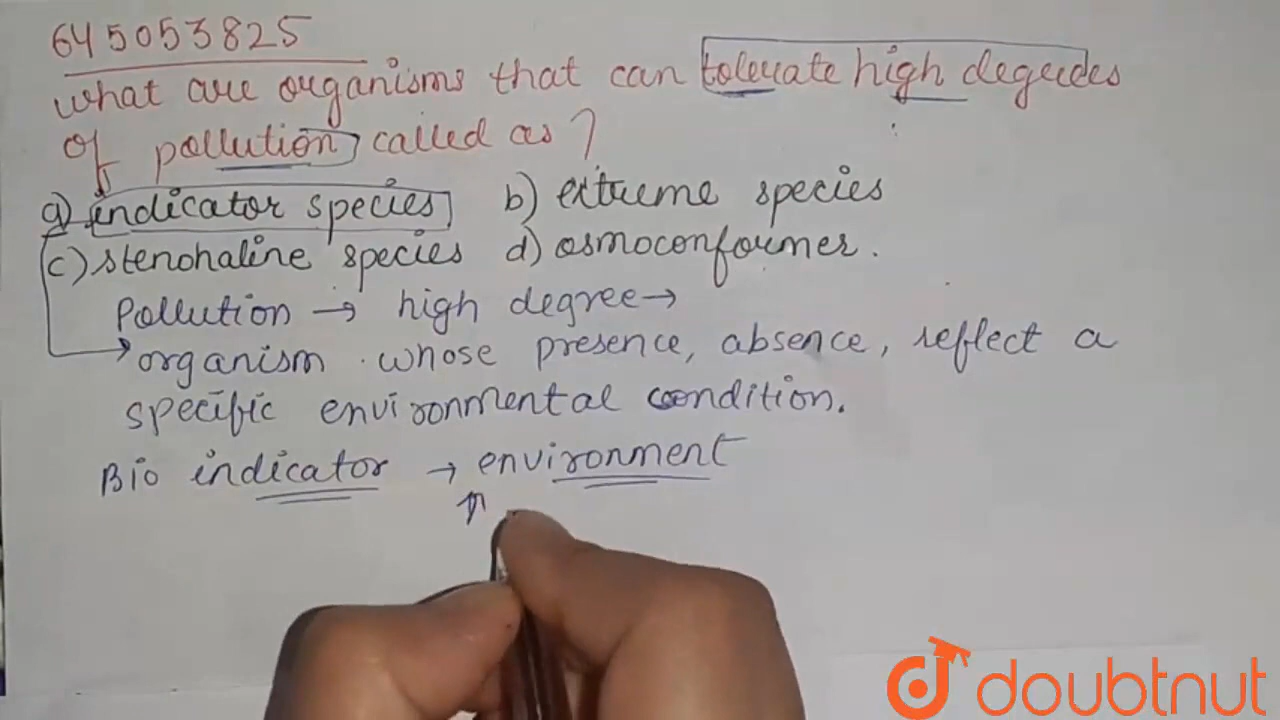 645053825
what are organisms that can tolerate high degrees
of pollution called as ?
a) indicator species b) extreme species
c) stenohaline species d) osmoconformer.
Pollution → high degree →
organism whose presence, absence, reflect a
specific environmental condition.
Bio indicator → environment
doubtnut